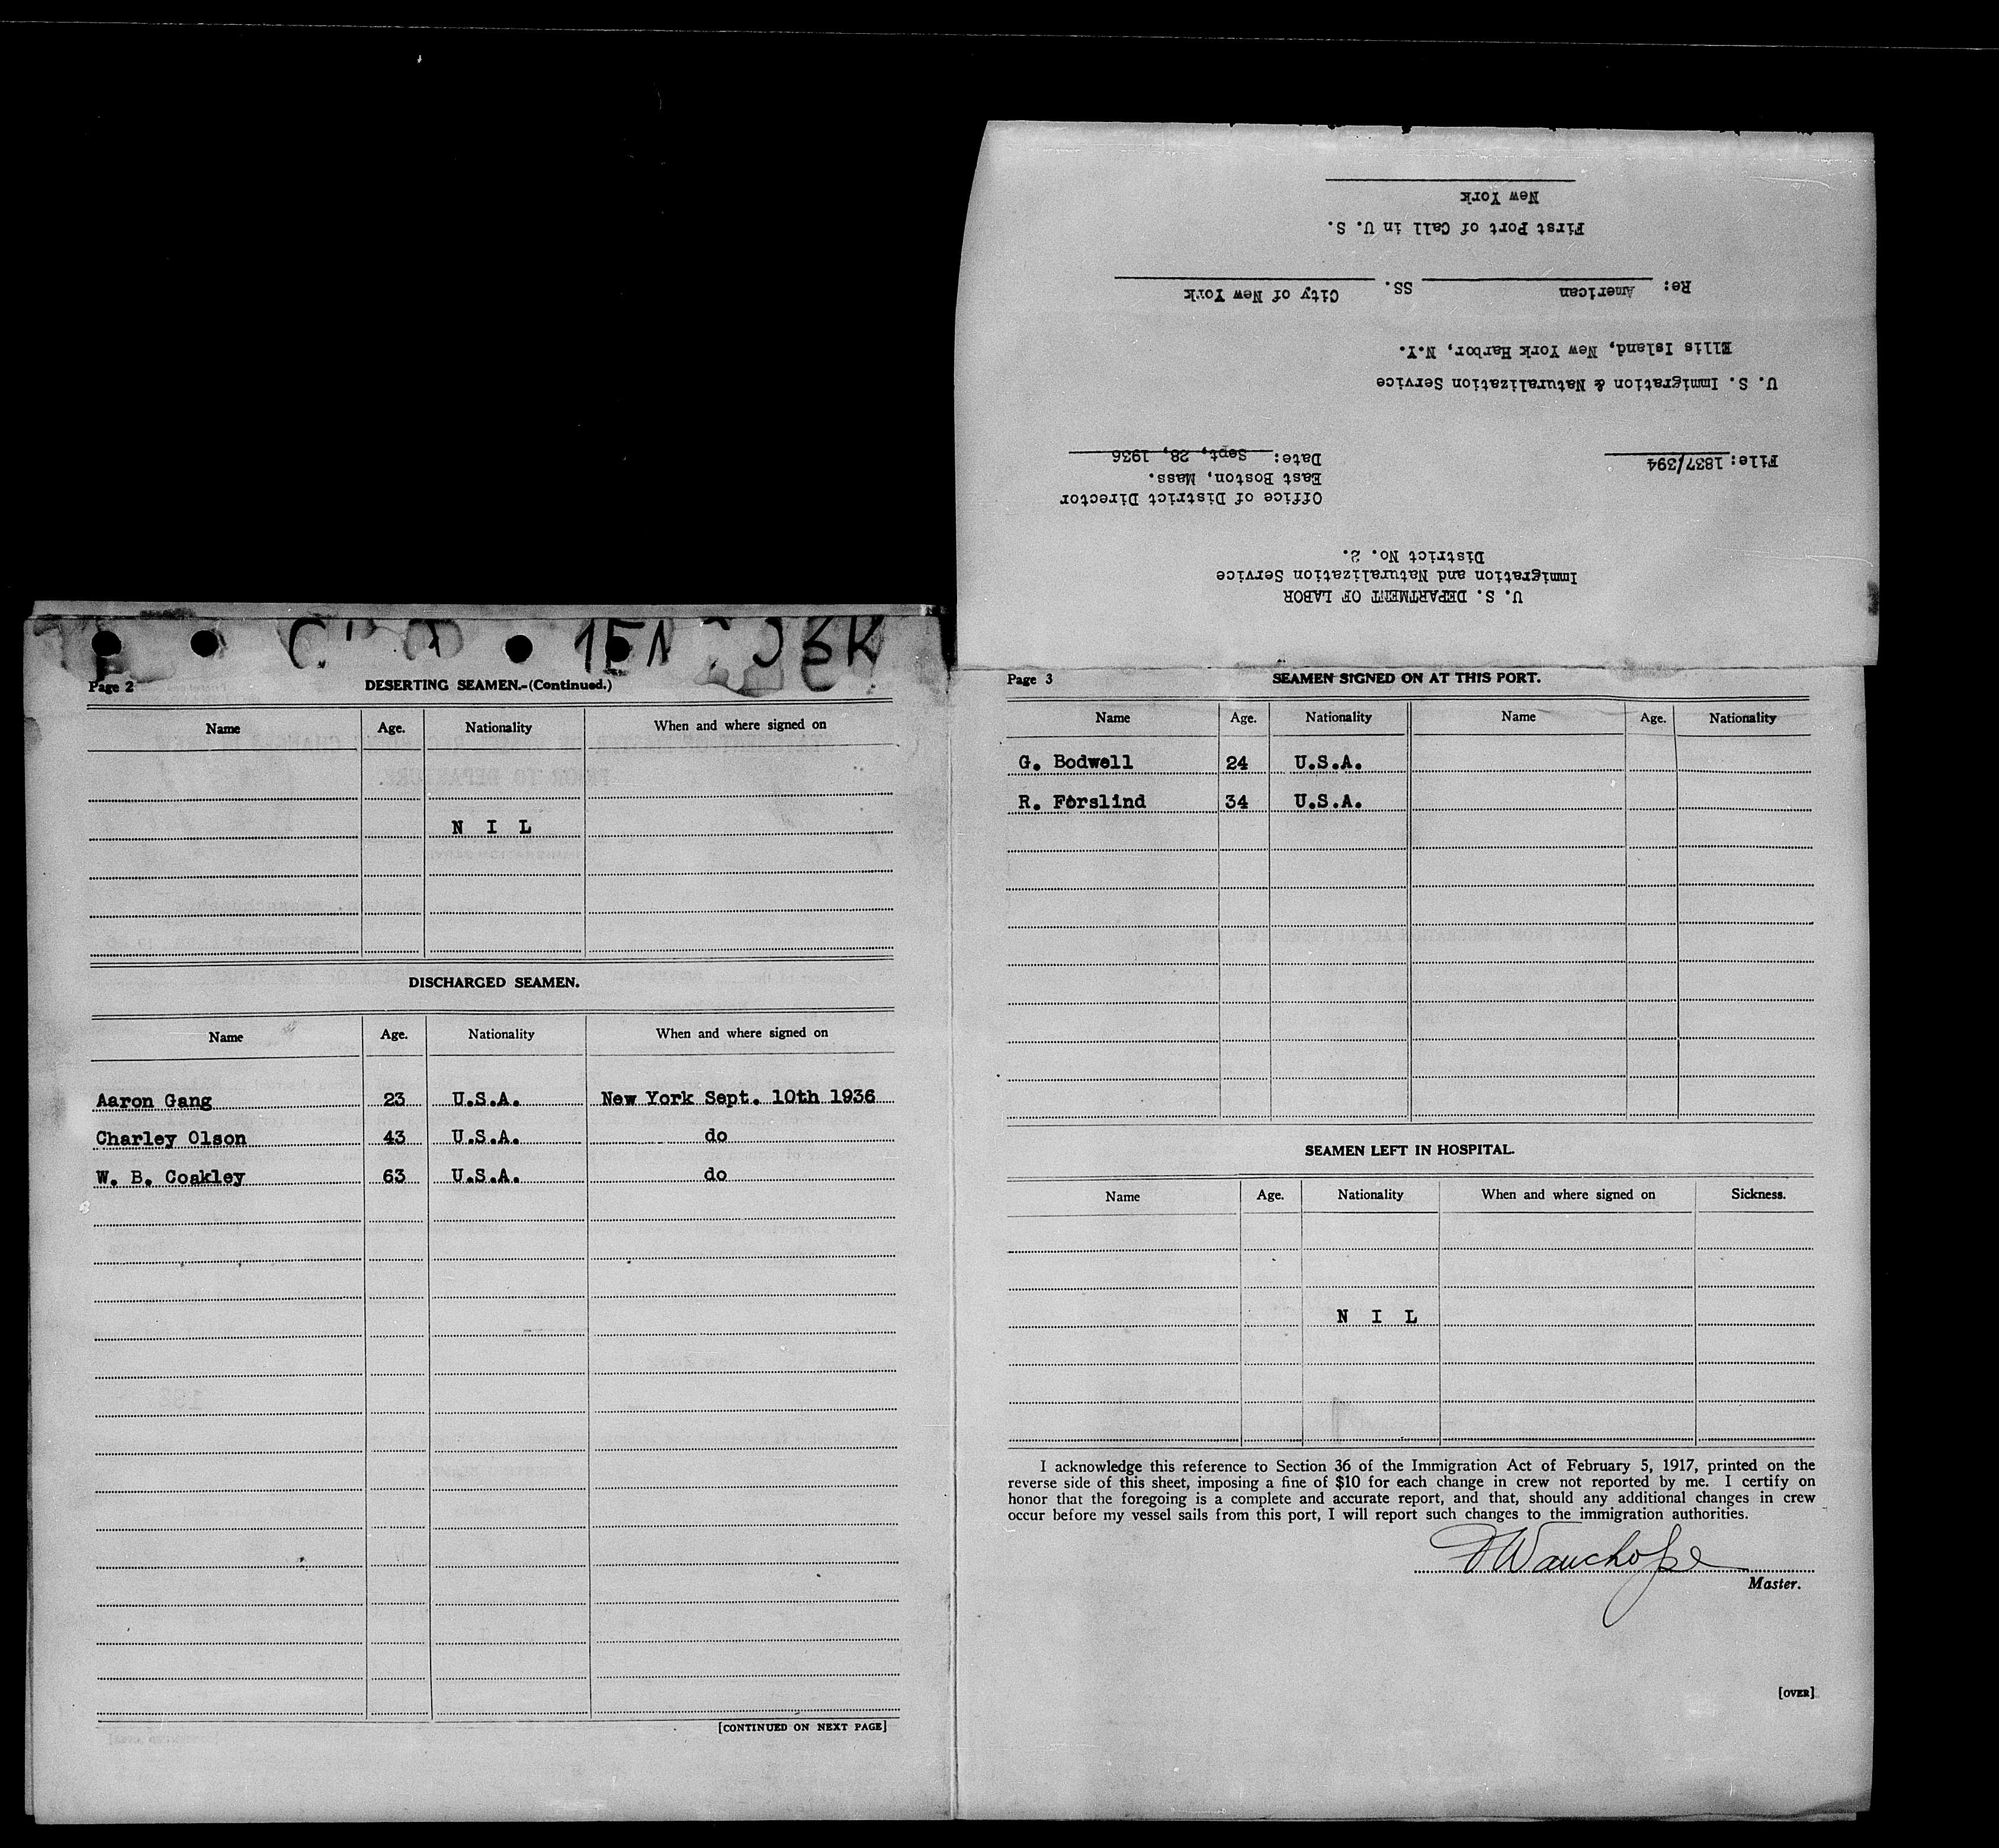 U. S. DEPARTMENT OF LABOR
Immigration and Naturalization Service
District No. 2.
Office of District Director
East Boston, Mass.
File: 1837/394 Date: Sept. 28, 1936
U. S. Immigration & Naturalization Service
Ellis Island, New York Harbor, N.Y.
Re: American SS. City of New York
First Port of Call in U. S.
New York
Page 2 DESERTING SEAMEN.-(Continued.)
Name Age. Nationality When and where signed on
N I L
DISCHARGED SEAMEN.
Name Age. Nationality When and where signed on
Aaron Gang 23 U.S.A. New York Sept. 10th 1936
Charley Olson 43 U.S.A. do
W. B. Coakley 63 U.S.A. do
[CONTINUED ON NEXT PAGE]
Page 3 SEAMEN SIGNED ON AT THIS PORT.
Name Age. Nationality Name Age. Nationality
G. Bodwell 24 U.S.A.
R. Forslind 34 U.S.A.
SEAMEN LEFT IN HOSPITAL.
Name Age. Nationality When and where signed on Sickness.
N I L
I acknowledge this reference to Section 36 of the Immigration Act of February 5, 1917, printed on the
reverse side of this sheet, imposing a fine of $10 for each change in crew not reported by me. I certify on
honor that the foregoing is a complete and accurate report, and that, should any additional changes in crew
occur before my vessel sails from this port, I will report such changes to the immigration authorities.
Wauchope
Master.
[OVER]